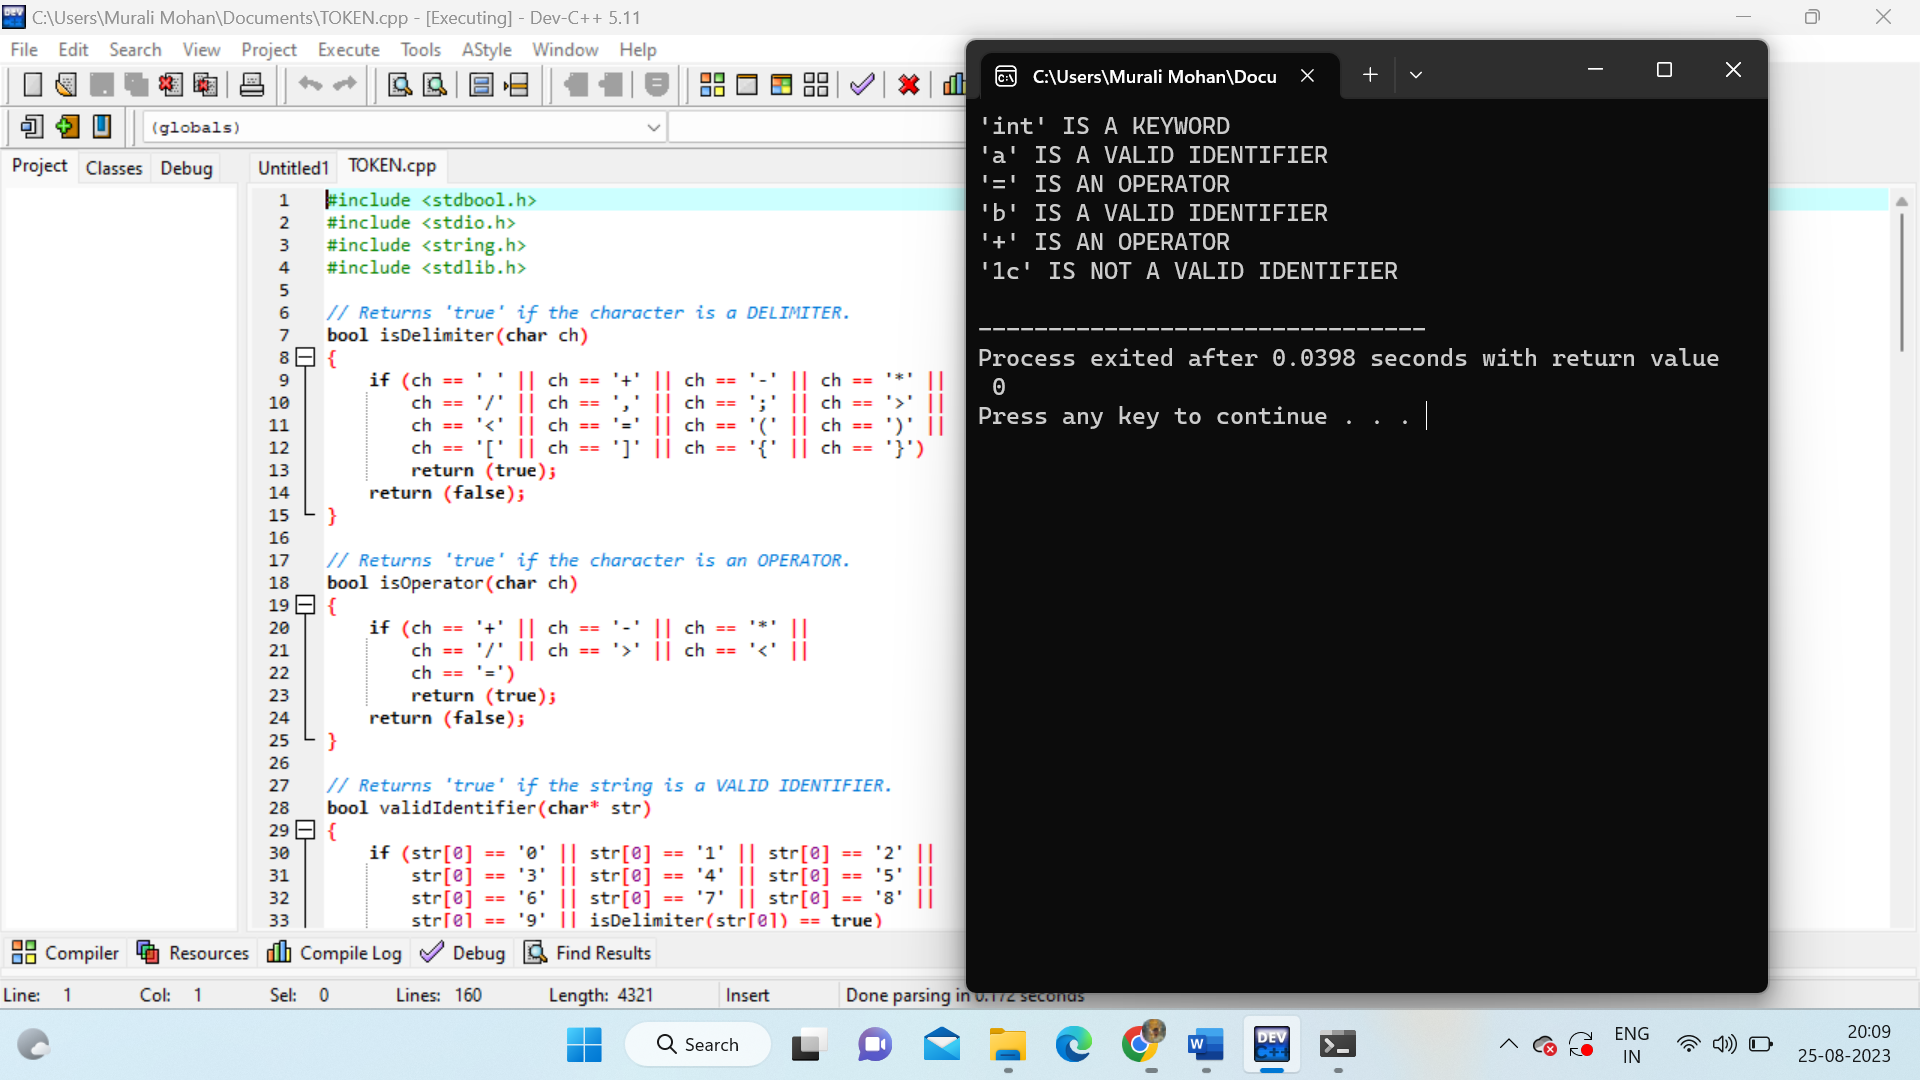 C:\Users\Murali Mohan\Documents\TOKEN.cpp - [Executing] - Dev-C++ 5.11
File Edit Search View Project Execute Tools AStyle Window Help
(globals)
Project Classes Debug Untitled1 TOKEN.cpp
1 #include <stdbool.h>
2 #include <stdio.h>
3 #include <string.h>
4 #include <stdlib.h>
5
6 // Returns 'true' if the character is a DELIMITER.
7 bool isDelimiter(char ch)
8 {
9 if (ch == ' ' || ch == '+' || ch == '-' || ch == '*' ||
10 ch == '/' || ch == ',' || ch == ';' || ch == '>' ||
11 ch == '<' || ch == '=' || ch == '(' || ch == ')' ||
12 ch == '[' || ch == ']' || ch == '{' || ch == '}')
13 return (true);
14 return (false);
15 }
16
17 // Returns 'true' if the character is an OPERATOR.
18 bool isOperator(char ch)
19 {
20 if (ch == '+' || ch == '-' || ch == '*' ||
21 ch == '/' || ch == '>' || ch == '<' ||
22 ch == '=')
23 return (true);
24 return (false);
25 }
26
27 // Returns 'true' if the string is a VALID IDENTIFIER.
28 bool validIdentifier(char* str)
29 {
30 if (str[0] == '0' || str[0] == '1' || str[0] == '2' ||
31 str[0] == '3' || str[0] == '4' || str[0] == '5' ||
32 str[0] == '6' || str[0] == '7' || str[0] == '8' ||
33 str[0] == '9' || isDelimiter(str[0]) == true)
Compiler Resources Compile Log Debug Find Results
Line: 1 Col: 1 Sel: 0 Lines: 160 Length: 4321 Insert Done parsing in 0.172 seconds
C:\Users\Murali Mohan\Docu
'int' IS A KEYWORD
'a' IS A VALID IDENTIFIER
'=' IS AN OPERATOR
'b' IS A VALID IDENTIFIER
'+' IS AN OPERATOR
'1c' IS NOT A VALID IDENTIFIER
--------------------------------
Process exited after 0.0398 seconds with return value
0
Press any key to continue . . .
Search
DEV C++
ENG
IN
20:09
25-08-2023